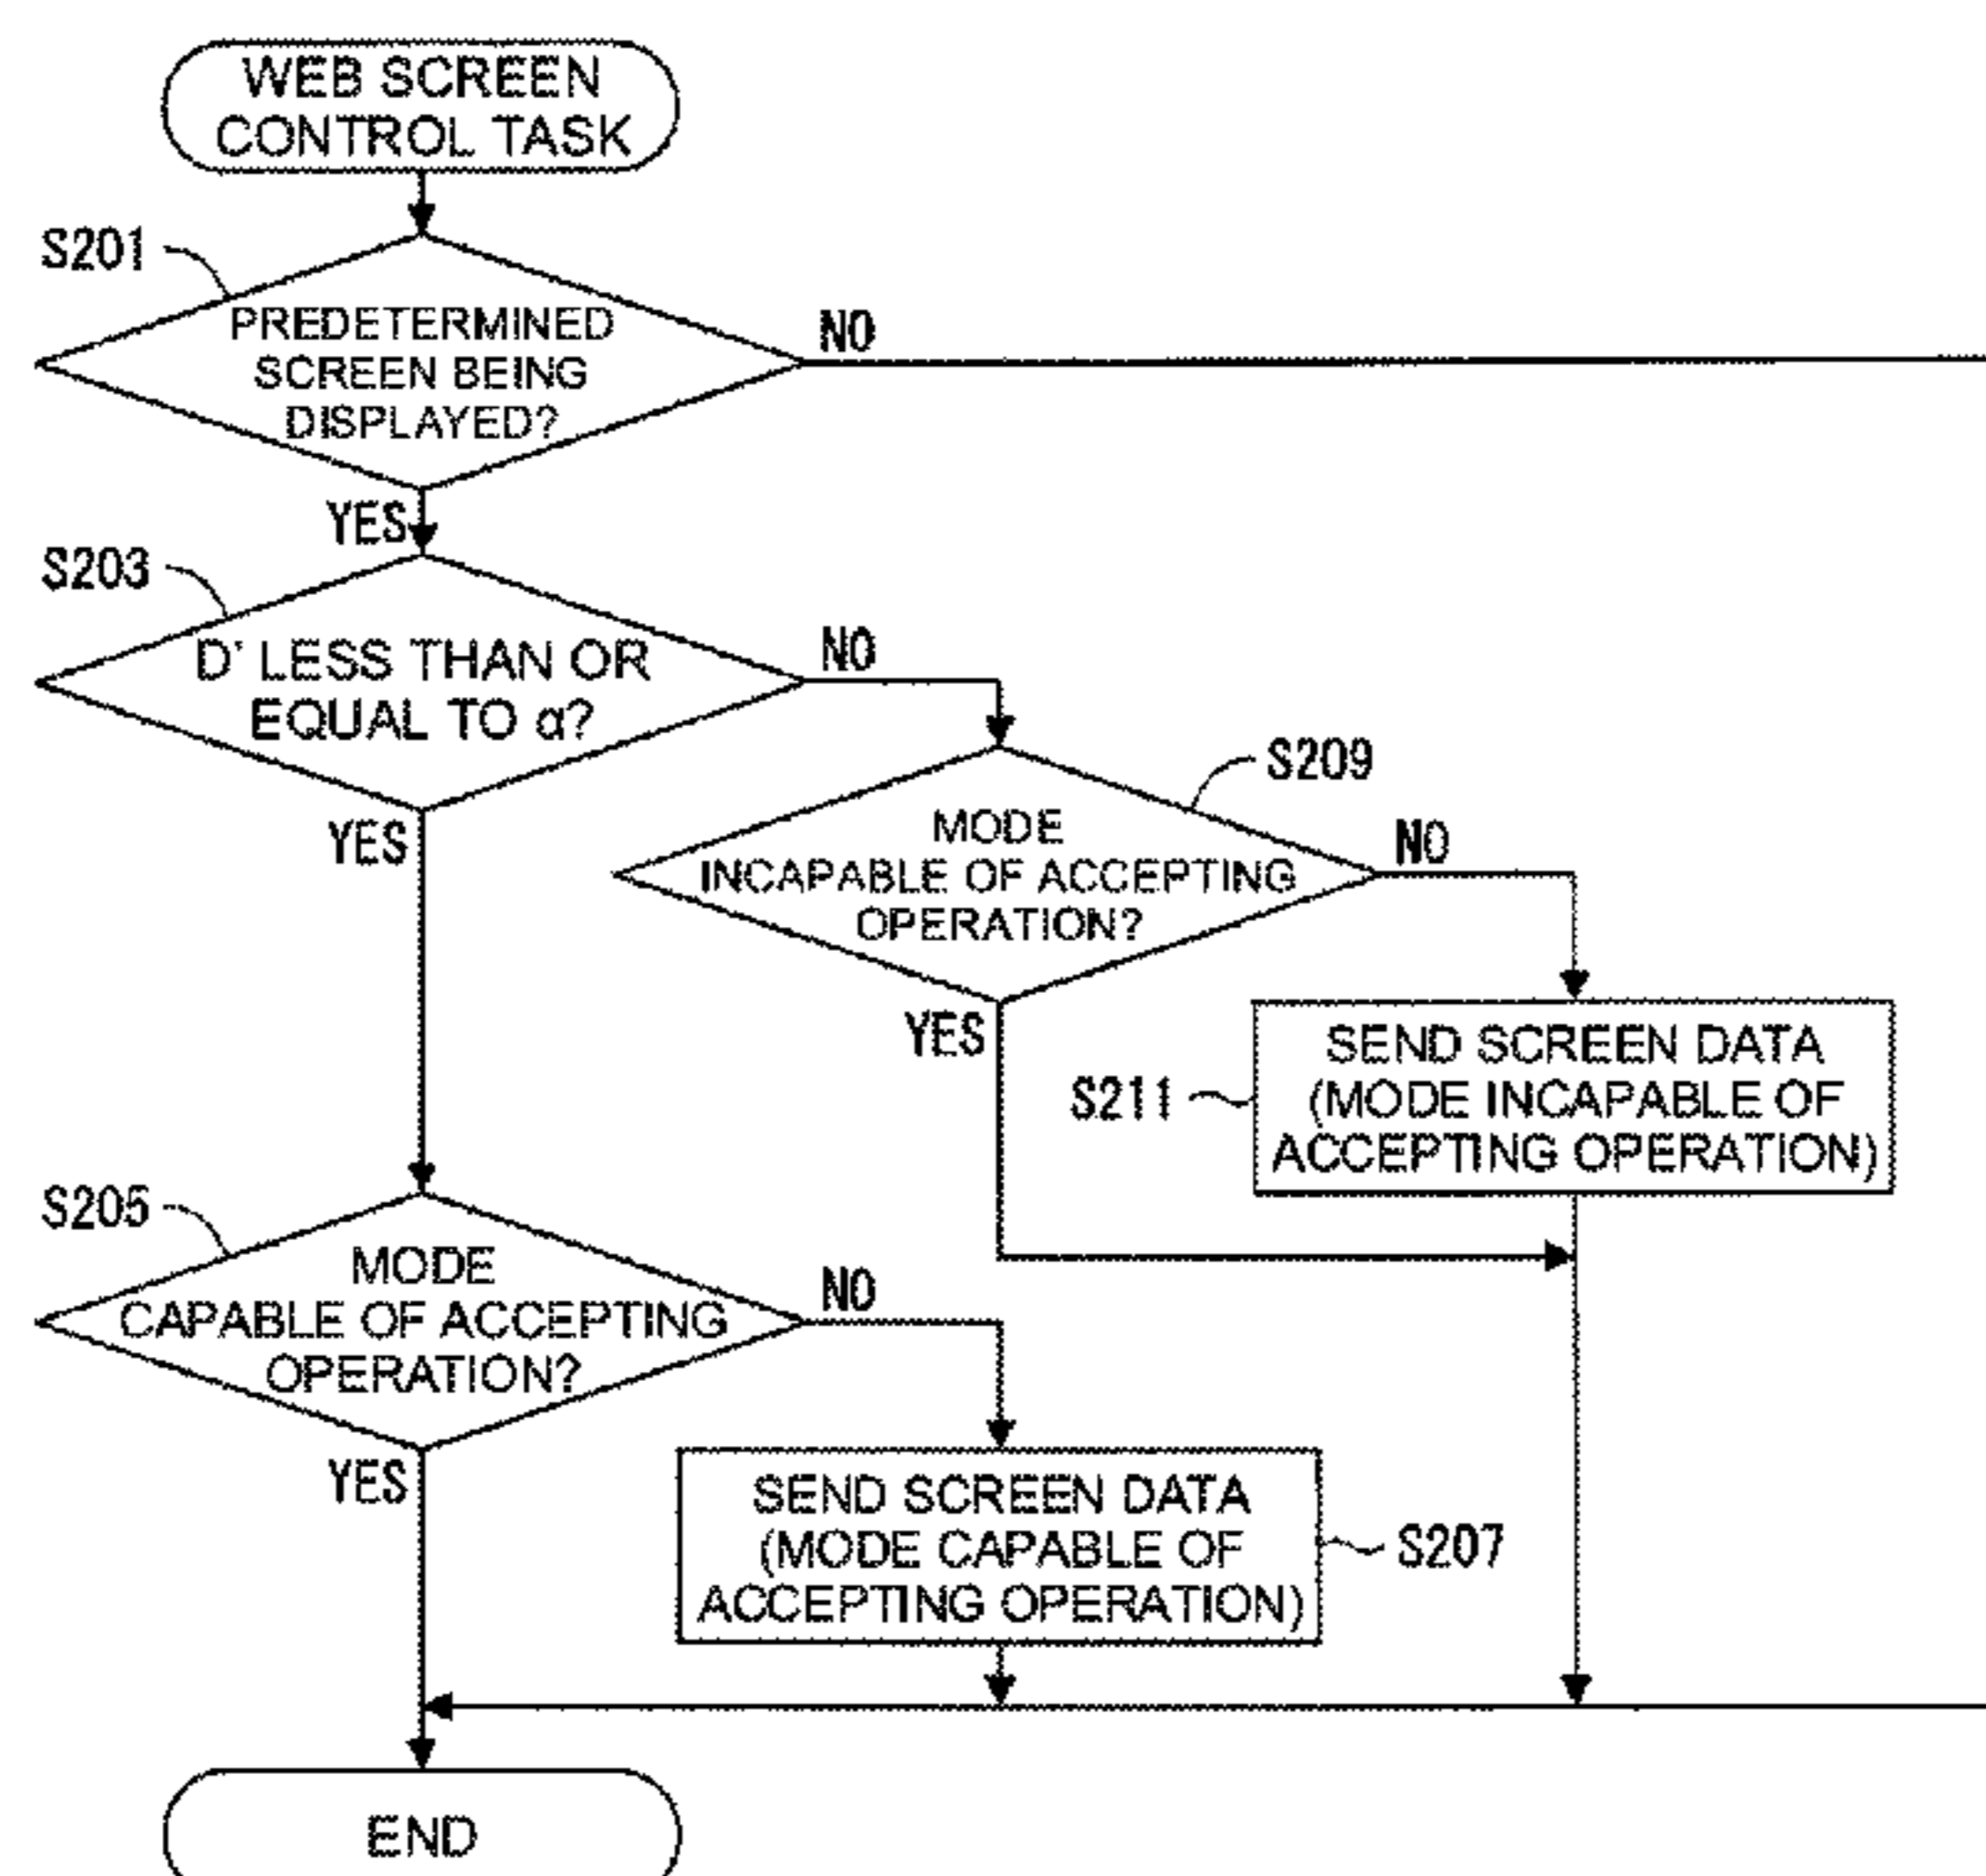 WEB SCREEN
CONTROL TASK
S201
PREDETERMINED
SCREEN BEING
DISPLAYED?
NO
YES
S203
D' LESS THAN OR
EQUAL TO α?
NO
YES
S209
MODE
INCAPABLE OF ACCEPTING
OPERATION?
NO
YES
S211
SEND SCREEN DATA
(MODE INCAPABLE OF
ACCEPTING OPERATION)
S205
MODE
CAPABLE OF ACCEPTING
OPERATION?
NO
YES
SEND SCREEN DATA
(MODE CAPABLE OF
ACCEPTING OPERATION)
S207
END